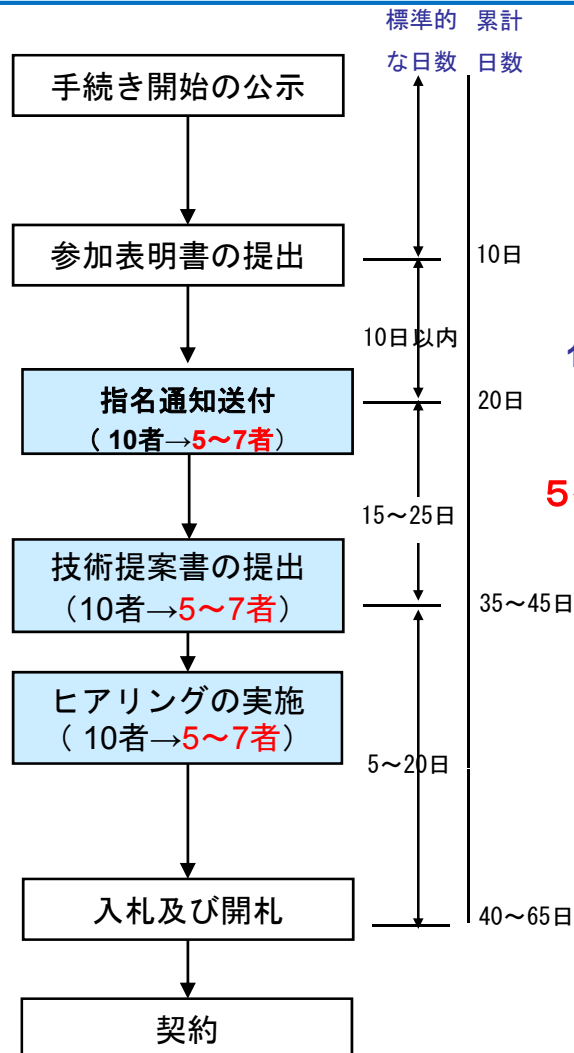 標準的
な日数
累計
日数
手続き開始の公示
参加表明書の提出
10日
10日以内
指名通知送付
（ 10者→5～7者）
20日
5
15～25日
技術提案書の提出
（10者→5～7者）
35～45日
ヒアリングの実施
（ 10者→5～7者）
5～20日
入札及び開札
40～65日
契約